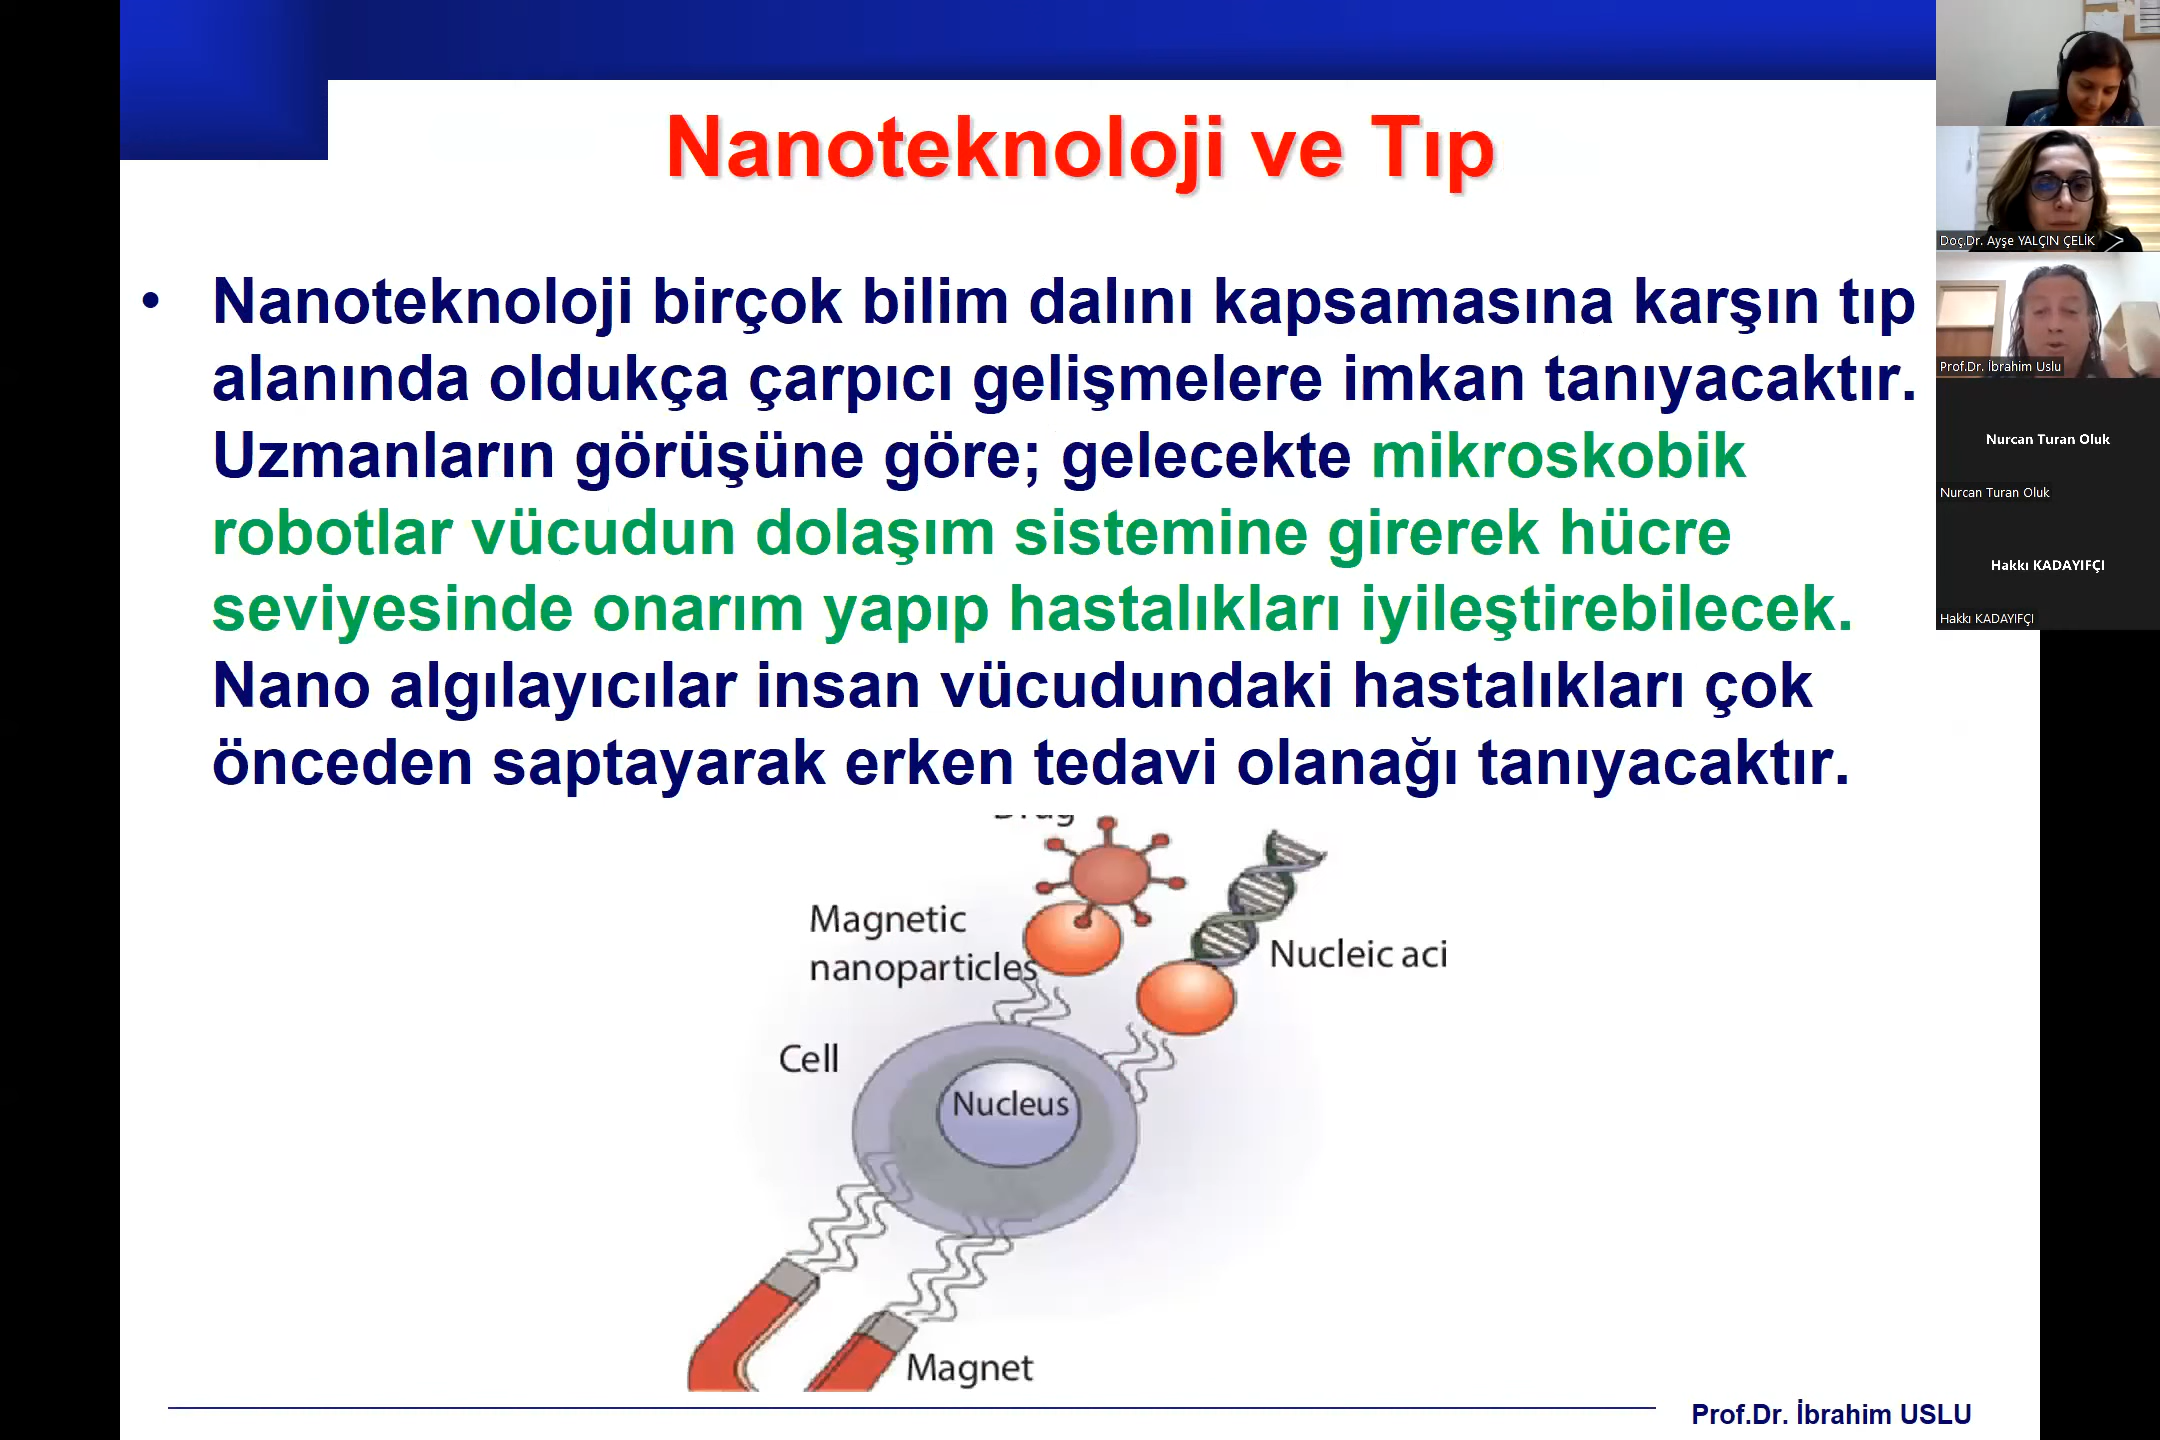 Nanoteknoloji ve Tıp
• Nanoteknoloji birçok bilim dalını kapsamasına karşın tıp
alanında oldukça çarpıcı gelişmelere imkan tanıyacaktır.
Uzmanların görüşüne göre; gelecekte mikroskobik
robotlar vücudun dolaşım sistemine girerek hücre
seviyesinde onarım yapıp hastalıkları iyileştirebilecek.
Nano algılayıcılar insan vücudundaki hastalıkları çok
önceden saptayarak erken tedavi olanağı tanıyacaktır.
Drug
Magnetic
nanoparticles
Nucleic aci
Cell
Nucleus
Magnet
Prof.Dr. İbrahim USLU
Doç.Dr. Ayşe YALÇIN ÇELİK
Prof.Dr. İbrahim Uslu
Nurcan Turan Oluk
Nurcan Turan Oluk
Hakkı KADAYIFÇI
Hakkı KADAYIFÇI